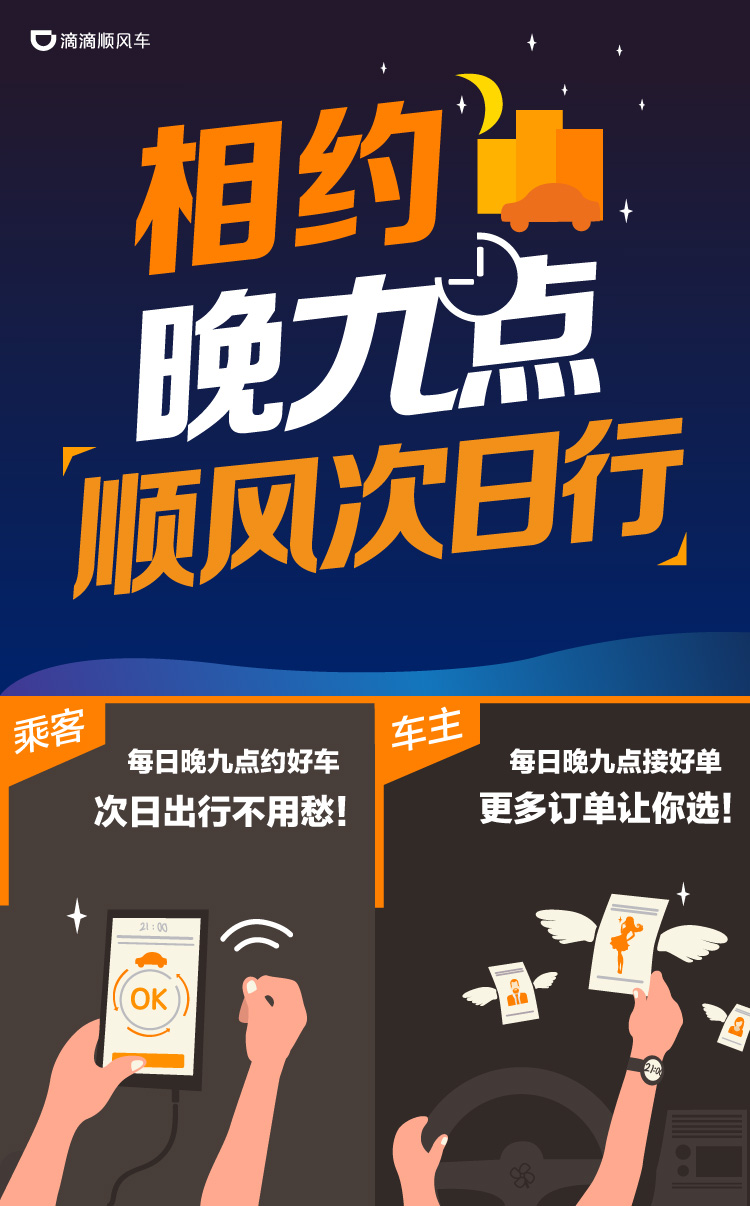 滴滴顺风车
相约
晚九点
顺风次日行
乘客
每日晚九点约好车
次日出行不用愁!
车主
每日晚九点接好单
更多订单让你选!
21:00
OK
21:00